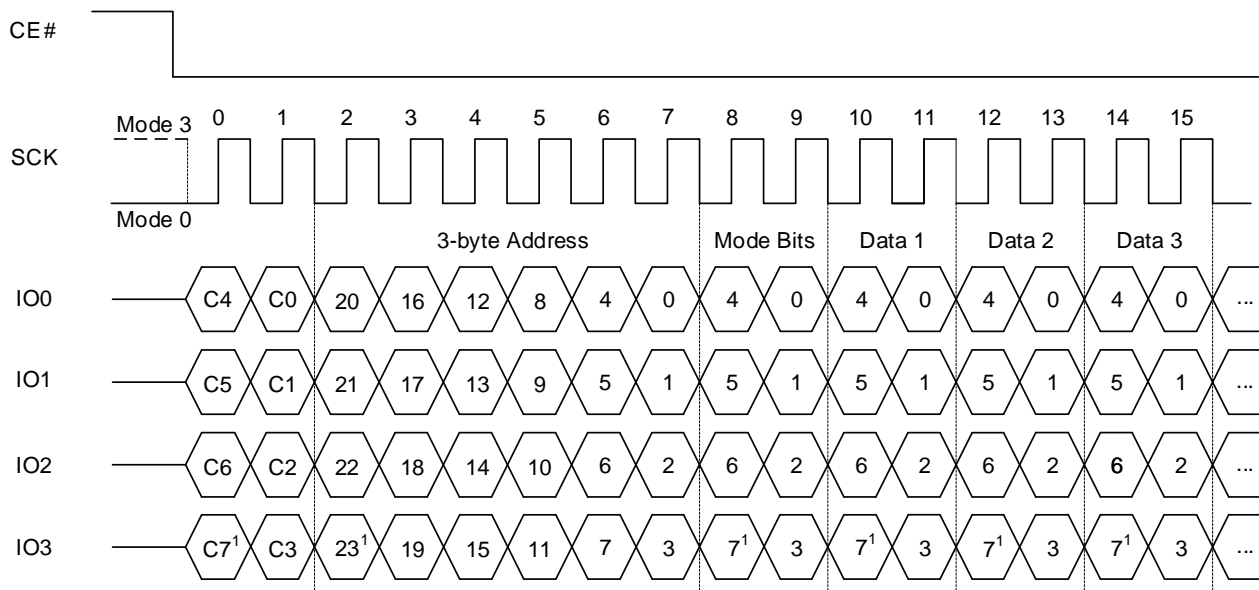 CE#
Mode 3 0 1 2 3 4 5 6 7 8 9 10 11 12 13 14 15
SCK
Mode 0
3-byte Address Mode Bits Data 1 Data 2 Data 3
IO0 C4 C0 20 16 12 8 4 0 4 0 4 0 4 0 4 0 ...
IO1 C5 C1 21 17 13 9 5 1 5 1 5 1 5 1 5 1 ...
IO2 C6 C2 22 18 14 10 6 2 6 2 6 2 6 2 6 2 ...
IO3 C7¹ C3 23¹ 19 15 11 7 3 7¹ 3 7¹ 3 7¹ 3 7¹ 3 ...